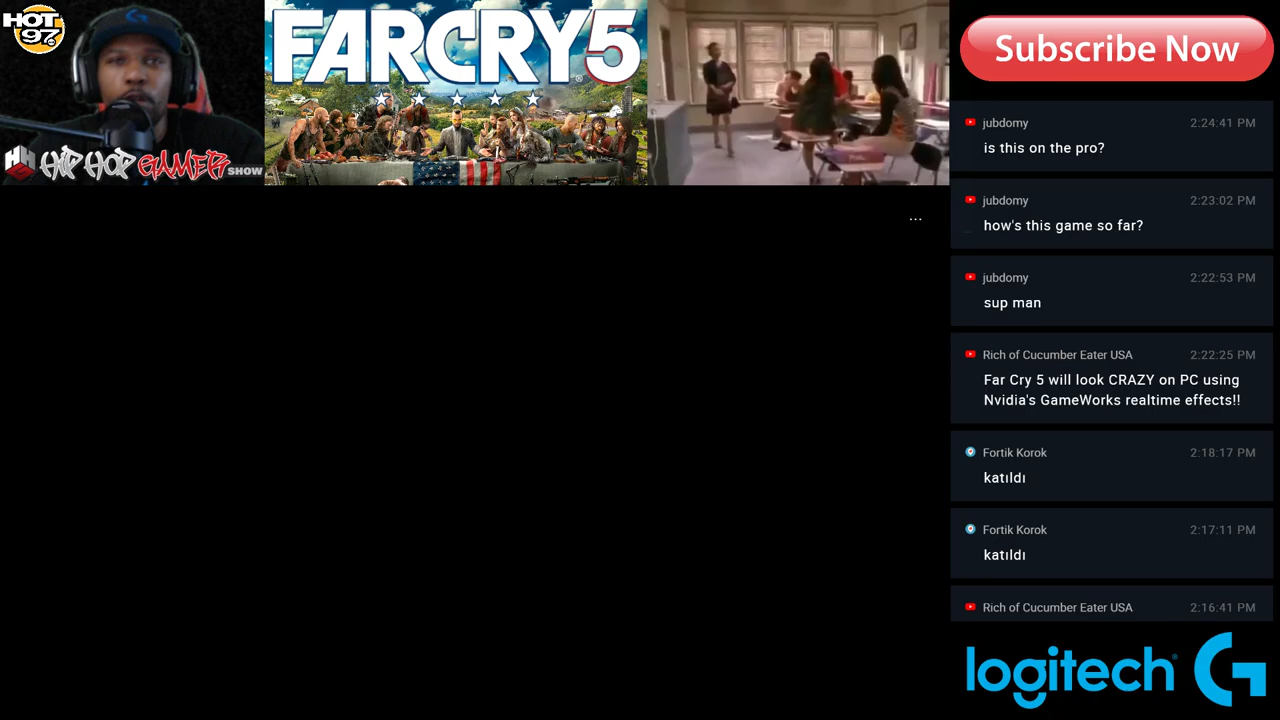 HOT
97
HIP HOP GAMER SHOW
FARCRY5
...
Subscribe Now
jubdomy 2:24:41 PM
is this on the pro?
jubdomy 2:23:02 PM
how's this game so far?
jubdomy 2:22:53 PM
sup man
Rich of Cucumber Eater USA 2:22:25 PM
Far Cry 5 will look CRAZY on PC using
Nvidia's GameWorks realtime effects!!
Fortik Korok 2:18:17 PM
katıldı
Fortik Korok 2:17:11 PM
katıldı
Rich of Cucumber Eater USA 2:16:41 PM
logitech G